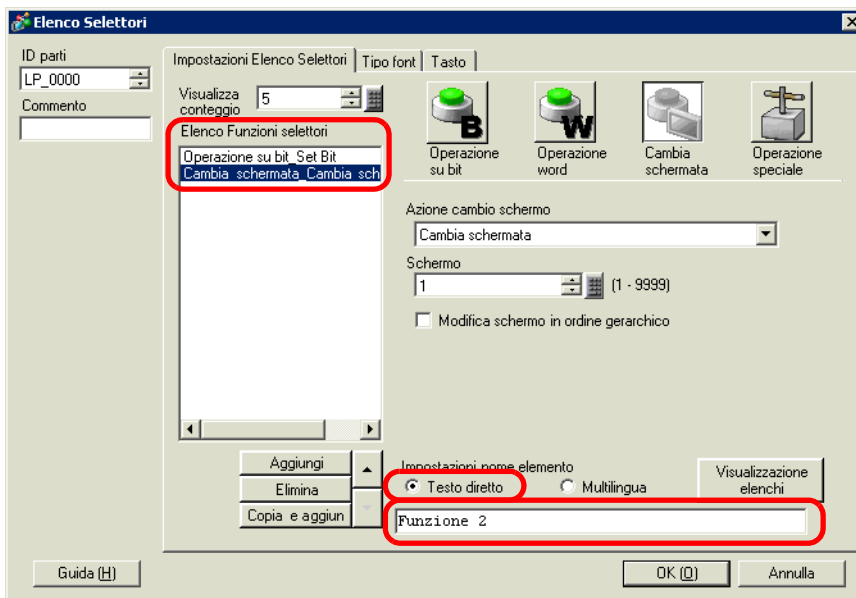 Elenco Selettori
ID parti
LP_0000
Commento
Impostazioni Elenco Selettori
Tipo font
Tasto
Visualizza
conteggio
5
Elenco Funzioni selettori
Operazione su bit_Set Bit
Cambia schermata_Cambia sch
B
Operazione
su bit
W
Operazione
word
Cambia
schermata
Operazione
speciale
Azione cambio schermo
Cambia schermata
Schermo
1
(1 - 9999)
Modifica schermo in ordine gerarchico
Aggiungi
Elimina
Copia e aggiun
Impostazioni nome elemento
Testo diretto
Multilingua
Visualizzazione
elenchi
Funzione 2
Guida (H)
OK (O)
Annulla